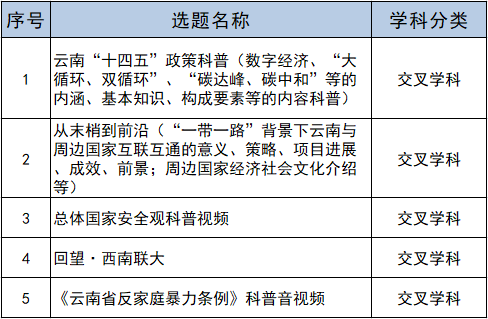 序号 选题名称 学科分类
云南“十四五”政策科普（数字经济、“大
1 循环、双循环”、“碳达峰、碳中和”等的 交叉学科
内涵、基本知识、构成要素等的内容科普）
从末梢到前沿（“一带一路”背景下云南与
2 周边国家互联互通的意义、策略、项目进展 交叉学科
、成效、前景；周边国家经济社会文化介绍
等）
3 总体国家安全观科普视频 交叉学科
4 回望·西南联大 交叉学科
5 《云南省反家庭暴力条例》科普音视频 交叉学科